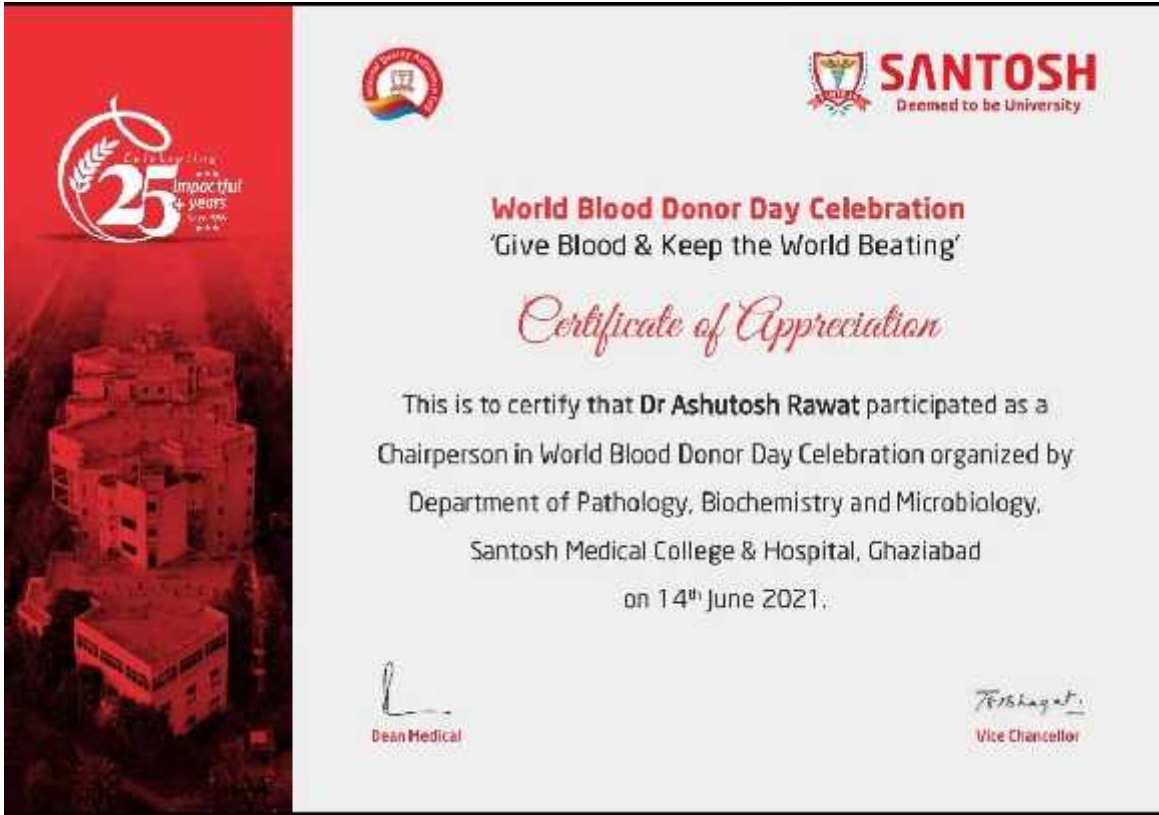 Celebrating
25
Impactful
+ years
SANTOSH
Deemed to be University
World Blood Donor Day Celebration
'Give Blood & Keep the World Beating'
Certificate of Appreciation
This is to certify that Dr Ashutosh Rawat participated as a
Chairperson in World Blood Donor Day Celebration organized by
Department of Pathology, Biochemistry and Microbiology,
Santosh Medical College & Hospital, Ghaziabad
on 14th June 2021.
Dean Medical
Vice Chancellor